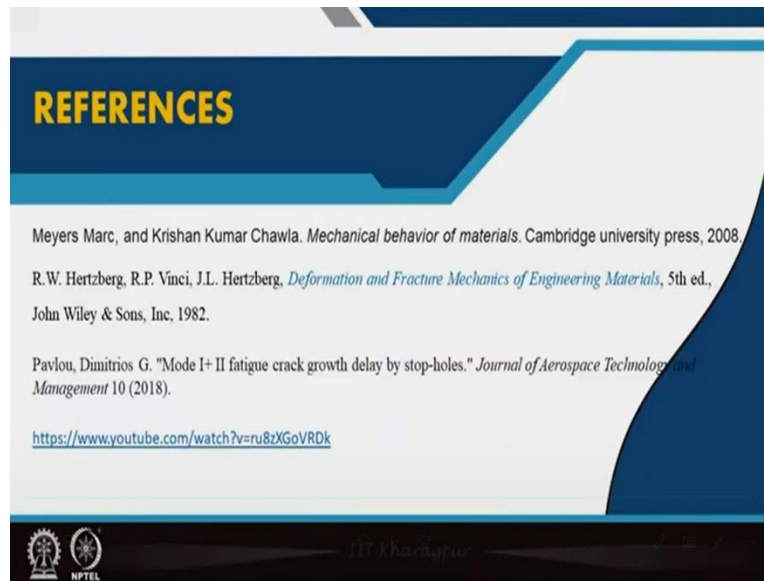 REFERENCES
Meyers Marc, and Krishan Kumar Chawla. Mechanical behavior of materials. Cambridge university press, 2008.
R.W. Hertzberg, R.P. Vinci, J.L. Hertzberg, Deformation and Fracture Mechanics of Engineering Materials, 5th ed.,
John Wiley & Sons, Inc, 1982.
Pavlou, Dimitrios G. "Mode I+ II fatigue crack growth delay by stop-holes." Journal of Aerospace Technology and
Management 10 (2018).
https://www.youtube.com/watch?v=ru8zXGoVRDk
IIT Kharagpur
NPTEL